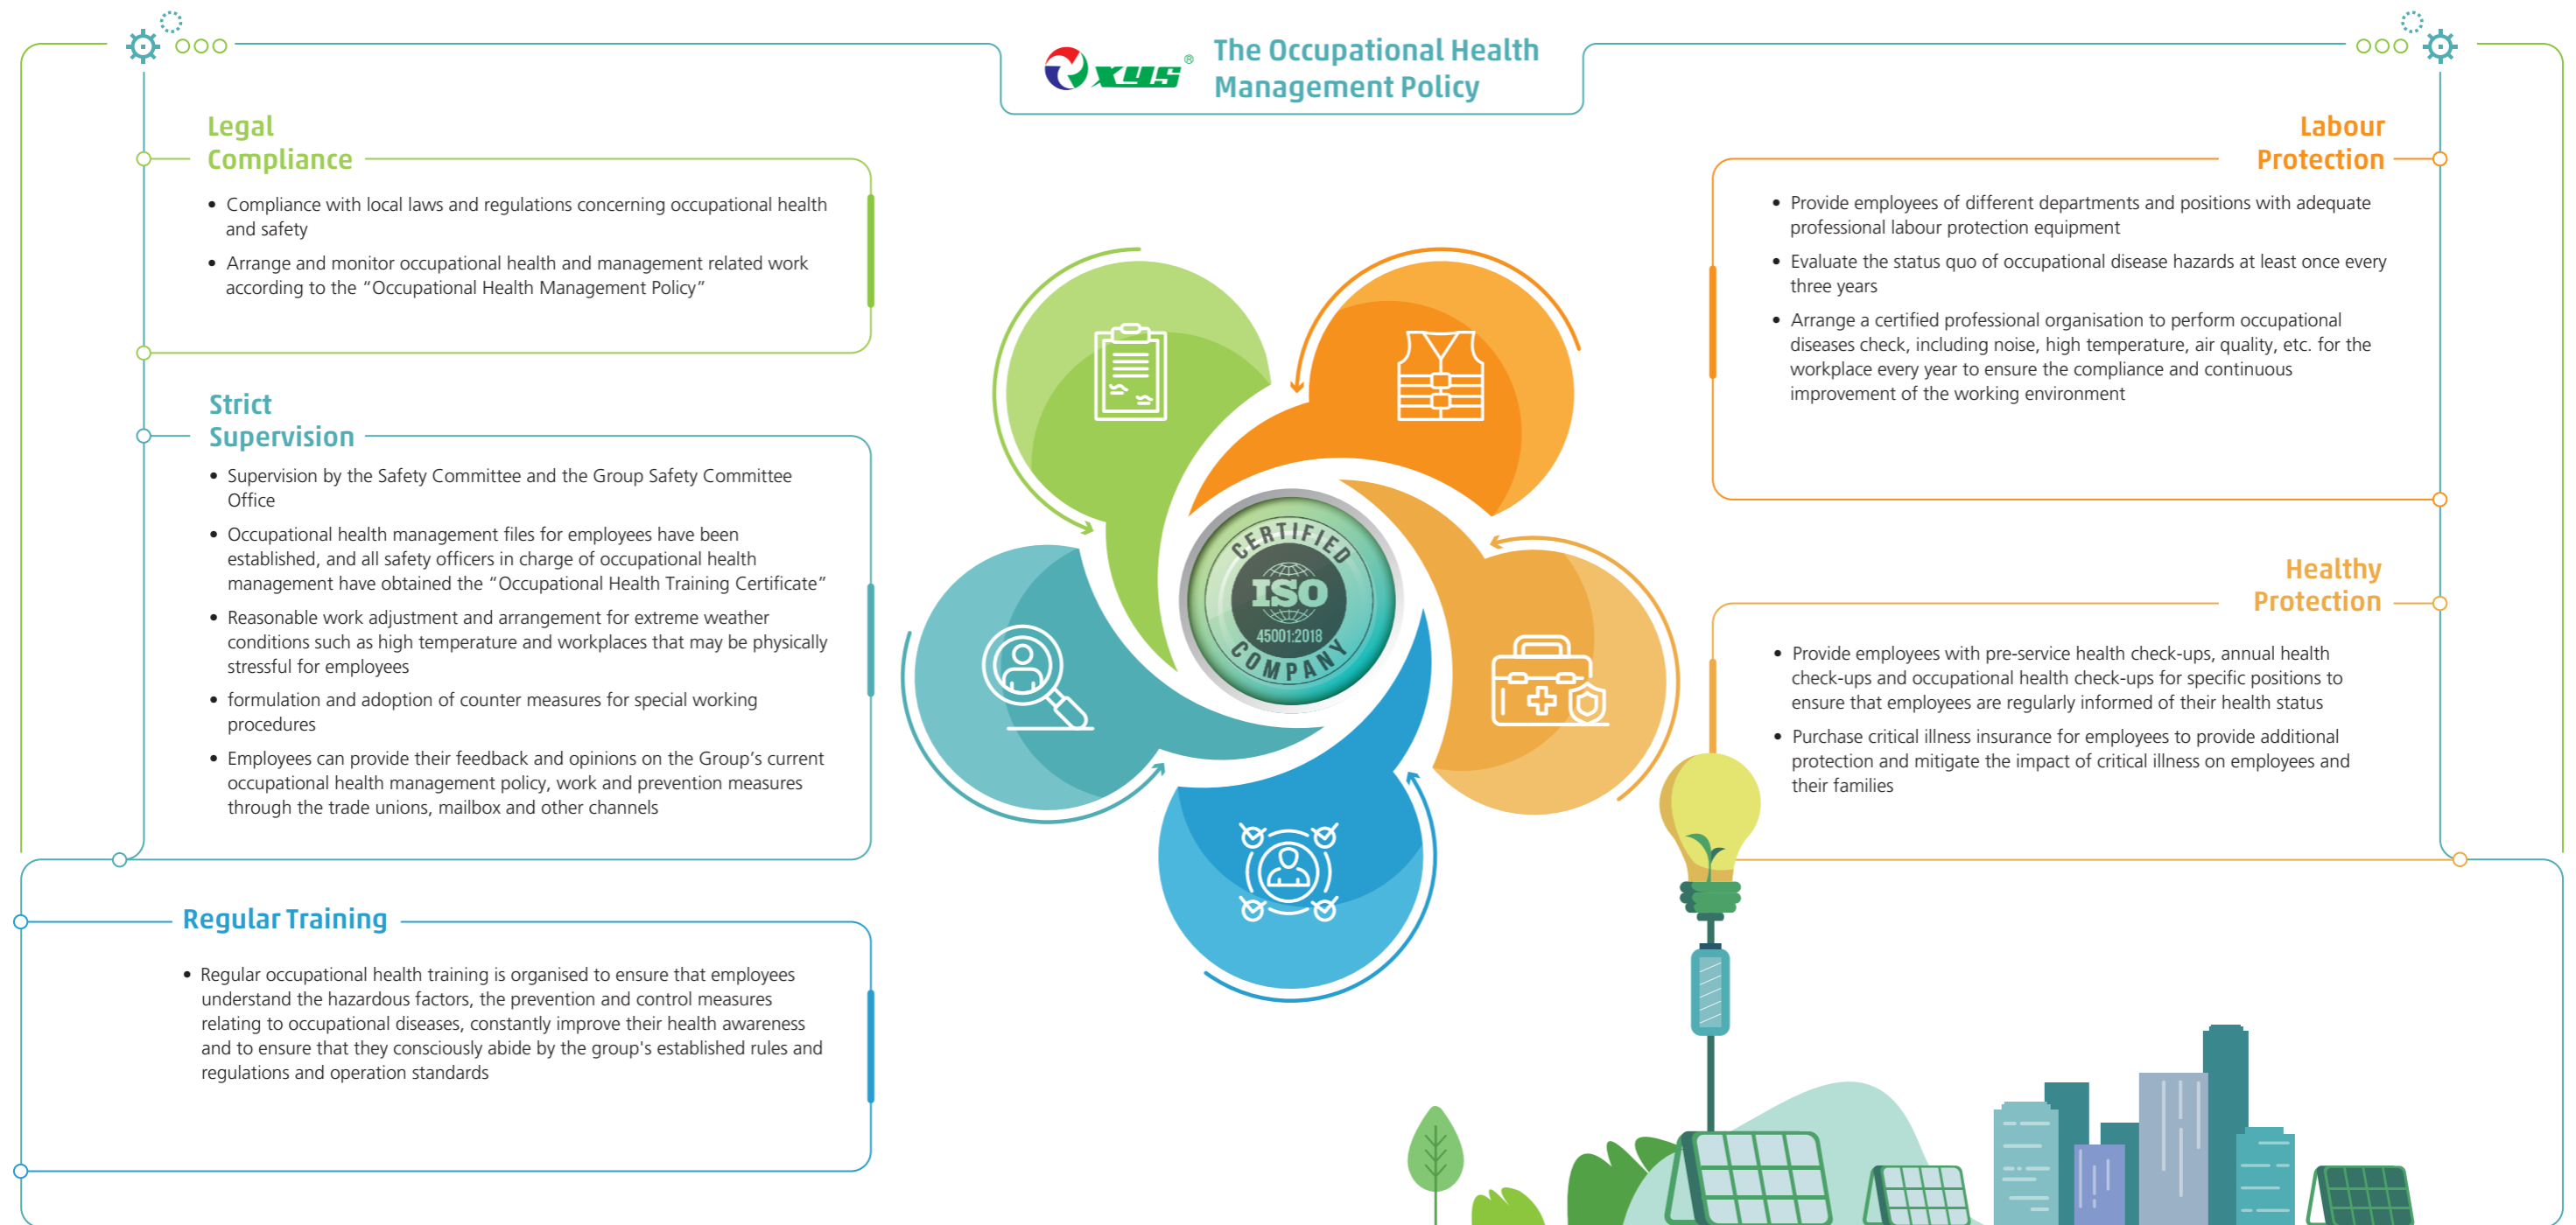 xys®
The Occupational Health
Management Policy
Legal
Compliance
• Compliance with local laws and regulations concerning occupational health
and safety
• Arrange and monitor occupational health and management related work
according to the “Occupational Health Management Policy”
Strict
Supervision
• Supervision by the Safety Committee and the Group Safety Committee
Office
• Occupational health management files for employees have been
established, and all safety officers in charge of occupational health
management have obtained the “Occupational Health Training Certificate”
• Reasonable work adjustment and arrangement for extreme weather
conditions such as high temperature and workplaces that may be physically
stressful for employees
• formulation and adoption of counter measures for special working
procedures
• Employees can provide their feedback and opinions on the Group’s current
occupational health management policy, work and prevention measures
through the trade unions, mailbox and other channels
Regular Training
• Regular occupational health training is organised to ensure that employees
understand the hazardous factors, the prevention and control measures
relating to occupational diseases, constantly improve their health awareness
and to ensure that they consciously abide by the group's established rules and
regulations and operation standards
CERTIFIED
ISO
45001:2018
COMPANY
Labour
Protection
• Provide employees of different departments and positions with adequate
professional labour protection equipment
• Evaluate the status quo of occupational disease hazards at least once every
three years
• Arrange a certified professional organisation to perform occupational
diseases check, including noise, high temperature, air quality, etc. for the
workplace every year to ensure the compliance and continuous
improvement of the working environment
Healthy
Protection
• Provide employees with pre-service health check-ups, annual health
check-ups and occupational health check-ups for specific positions to
ensure that employees are regularly informed of their health status
• Purchase critical illness insurance for employees to provide additional
protection and mitigate the impact of critical illness on employees and
their families